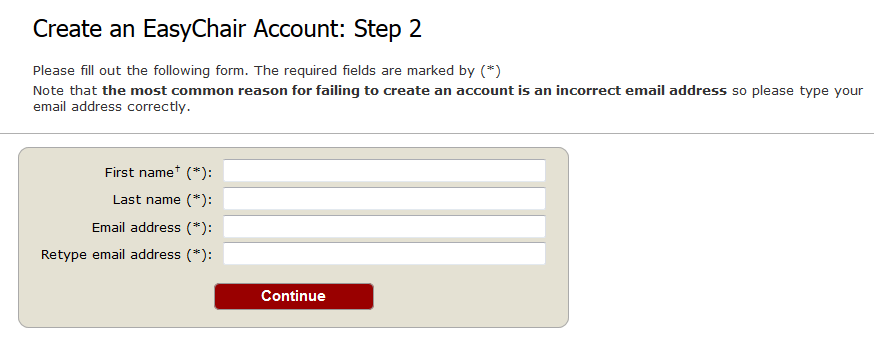 Create an EasyChair Account: Step 2
Please fill out the following form. The required fields are marked by (*)
Note that the most common reason for failing to create an account is an incorrect email address so please type your
email address correctly.
First name† (*):
Last name (*):
Email address (*):
Retype email address (*):
Continue